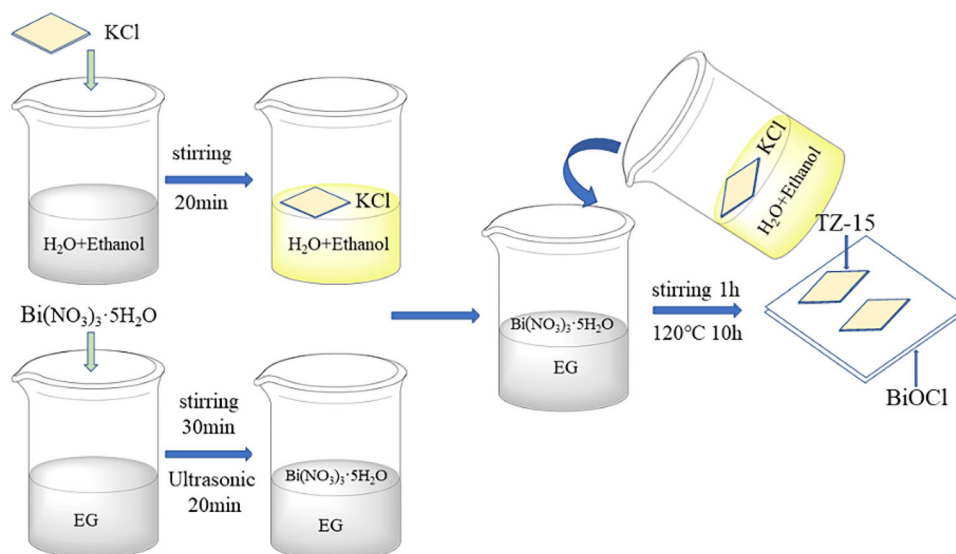 KCl
stirring
20min
H₂O+Ethanol
KCl
H₂O+Ethanol
Bi(NO₃)₃·5H₂O
stirring
30min
Ultrasonic
20min
EG
Bi(NO₃)₃·5H₂O
EG
KCl
H₂O+Ethanol
Bi(NO₃)₃·5H₂O
EG
stirring 1h
120℃ 10h
TZ-15
BiOCl